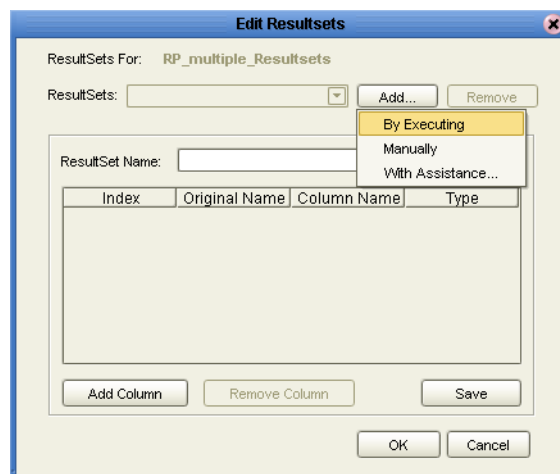 Edit Resultsets
ResultSets For: RP_multiple_Resultsets
ResultSets: Add... Remove
By Executing
Manually
With Assistance...
ResultSet Name:
Index Original Name Column Name Type
Add Column Remove Column Save
OK Cancel